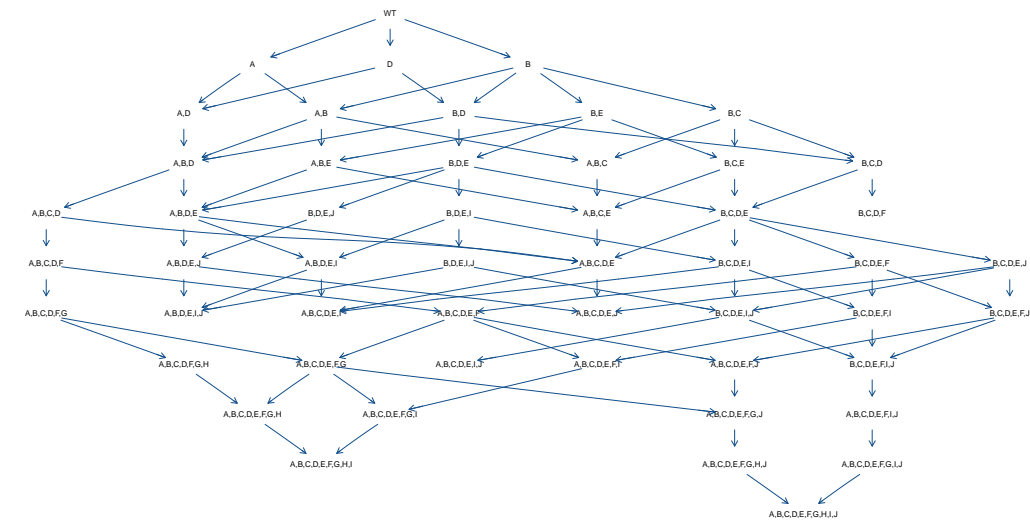 WT
A D B
A,D A,B B,D B,E B,C
A,B,D A,B,E B,D,E A,B,C B,C,E B,C,D
A,B,C,D A,B,D,E B,D,E,J B,D,E,I A,B,C,E B,C,D,E B,C,D,F
A,B,C,D,F A,B,D,E,J A,B,D,E,I B,D,E,I,J A,B,C,D,E B,C,D,E,I B,C,D,E,F B,C,D,E,J
A,B,C,D,F,G A,B,D,E,I,J A,B,C,D,E,I A,B,C,D,E,F A,B,C,D,E,J B,C,D,E,I,J B,C,D,E,F,I B,C,D,E,F,J
A,B,C,D,F,G,H A,B,C,D,E,F,G A,B,C,D,E,I,J A,B,C,D,E,F,I A,B,C,D,E,F,J B,C,D,E,F,I,J
A,B,C,D,E,F,G,H A,B,C,D,E,F,G,I A,B,C,D,E,F,G,J A,B,C,D,E,F,I,J
A,B,C,D,E,F,G,H,I A,B,C,D,E,F,G,H,J A,B,C,D,E,F,G,I,J
A,B,C,D,E,F,G,H,I,J